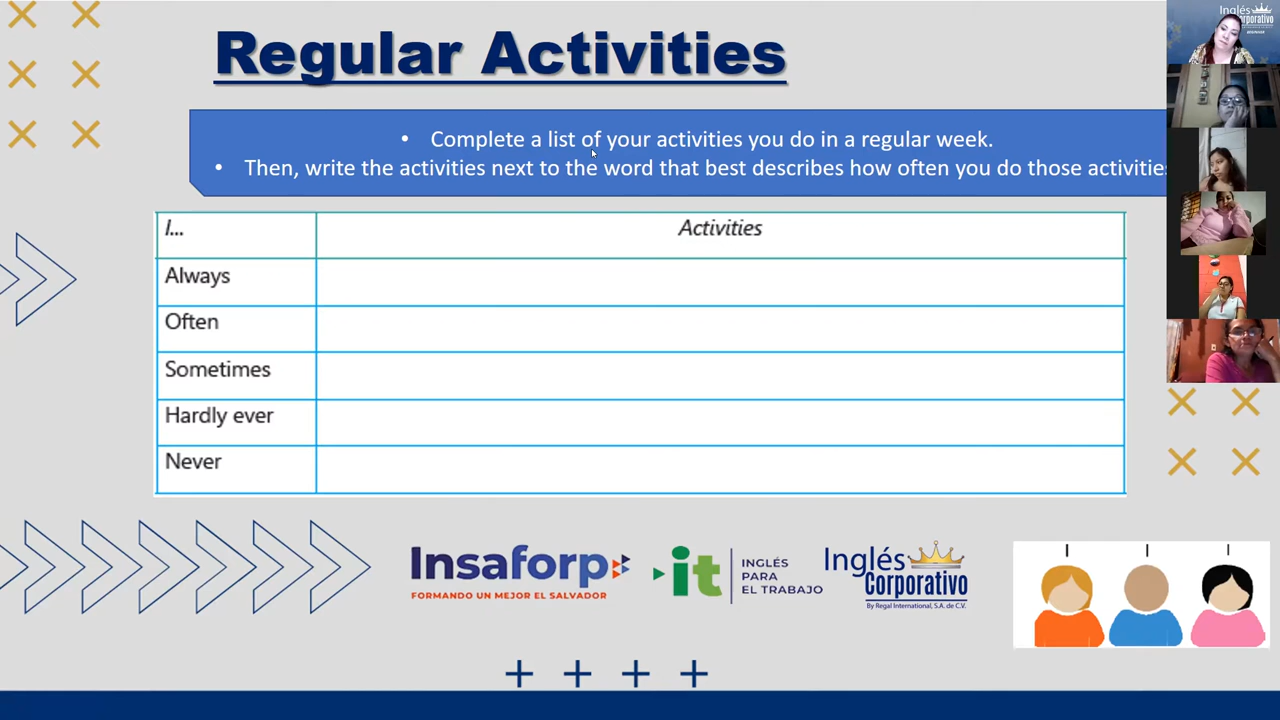 Regular Activities
• Complete a list of your activities you do in a regular week.
• Then, write the activities next to the word that best describes how often you do those activitie
I... Activities
Always
Often
Sometimes
Hardly ever
Never
Insaforp
FORMANDO UN MEJOR EL SALVADOR
it INGLÉS PARA EL TRABAJO
Inglés
Corporativo
By Regal International, S.A. de C.V.
Inglés
Corporativo